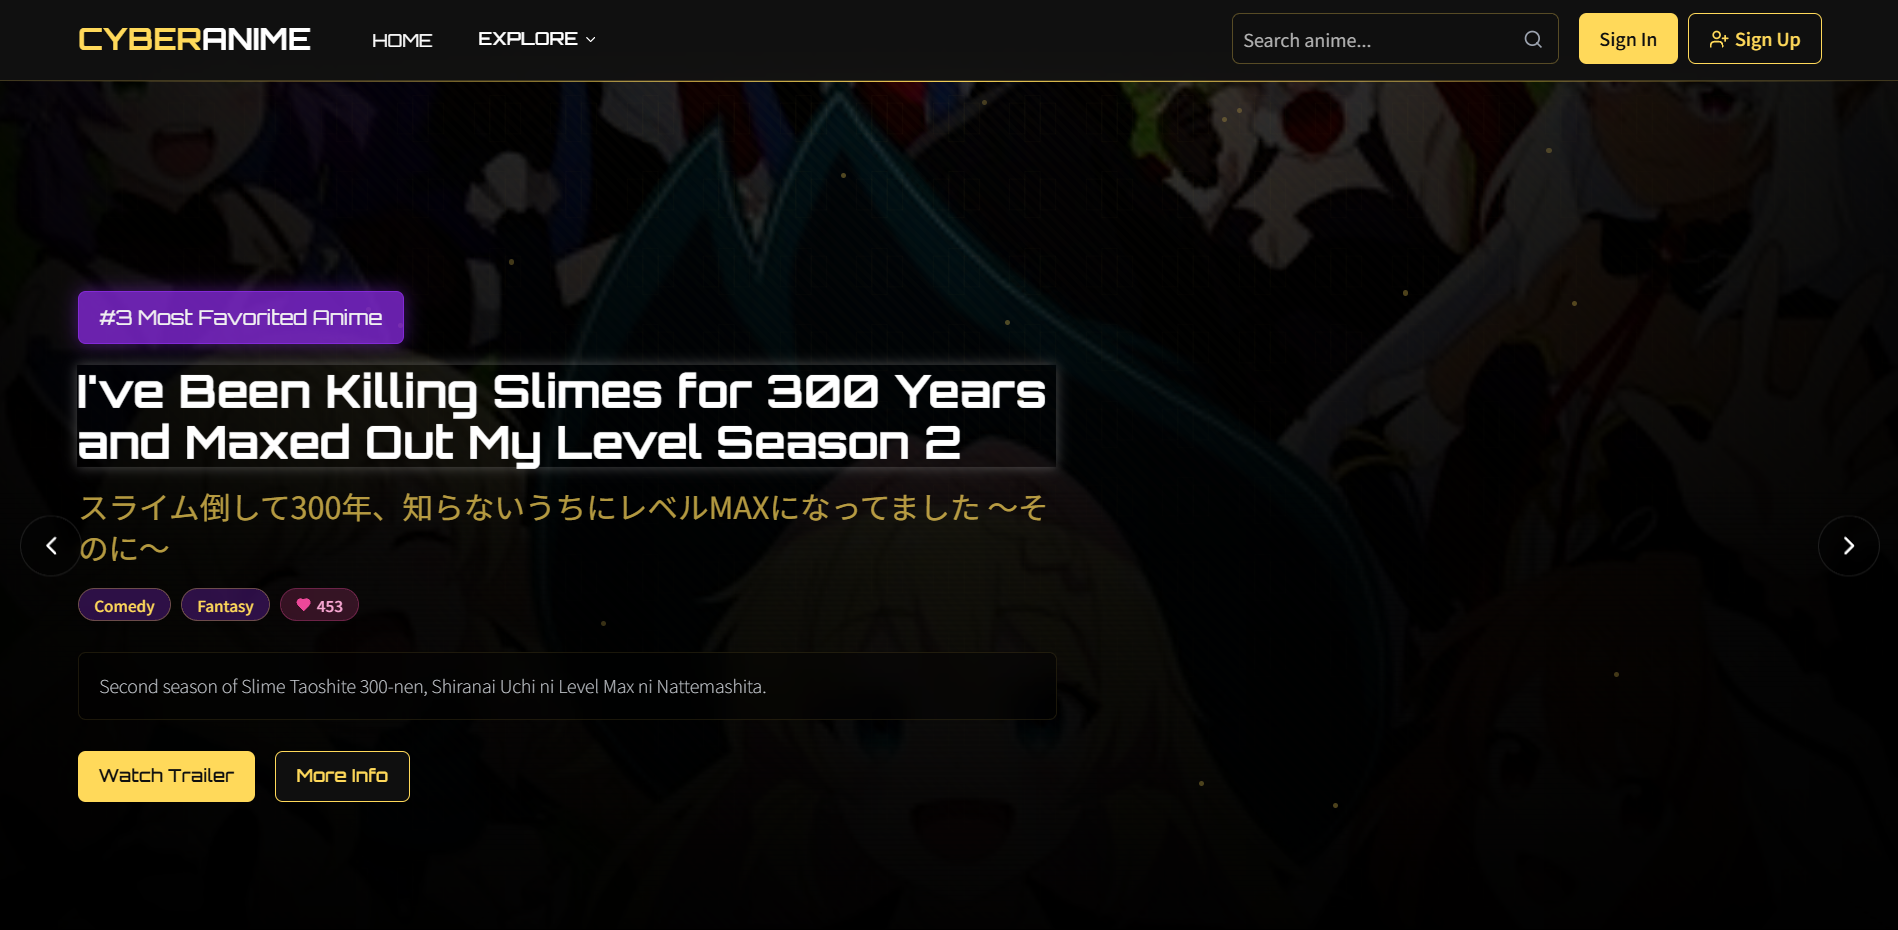 CYBERANIME
HOME
EXPLORE
Search anime...
Sign In
Sign Up
#3 Most Favorited Anime
I've Been Killing Slimes for 300 Years
and Maxed Out My Level Season 2
スライム倒して300年、知らないうちにレベルMAXになってました ～そ
のに～
Comedy
Fantasy
453
Second season of Slime Taoshite 300-nen, Shiranai Uchi ni Level Max ni Nattemashita.
Watch Trailer
More Info